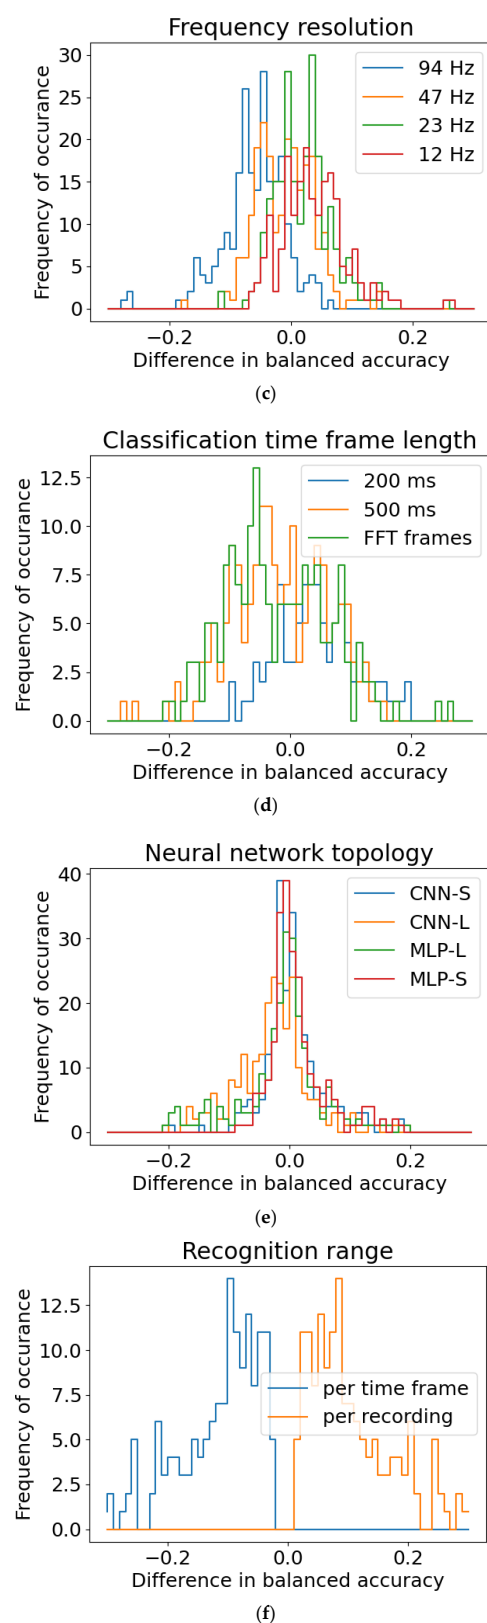 Frequency resolution
Frequency of occurance
30
25
20
15
10
5
0
94 Hz
47 Hz
23 Hz
12 Hz
−0.2 0.0 0.2
Difference in balanced accuracy
(c)
Classification time frame length
Frequency of occurance
12.5
10.0
7.5
5.0
2.5
0.0
200 ms
500 ms
FFT frames
−0.2 0.0 0.2
Difference in balanced accuracy
(d)
Neural network topology
Frequency of occurance
40
30
20
10
0
CNN-S
CNN-L
MLP-L
MLP-S
−0.2 0.0 0.2
Difference in balanced accuracy
(e)
Recognition range
Frequency of occurance
12.5
10.0
7.5
5.0
2.5
0.0
per time frame
per recording
−0.2 0.0 0.2
Difference in balanced accuracy
(f)